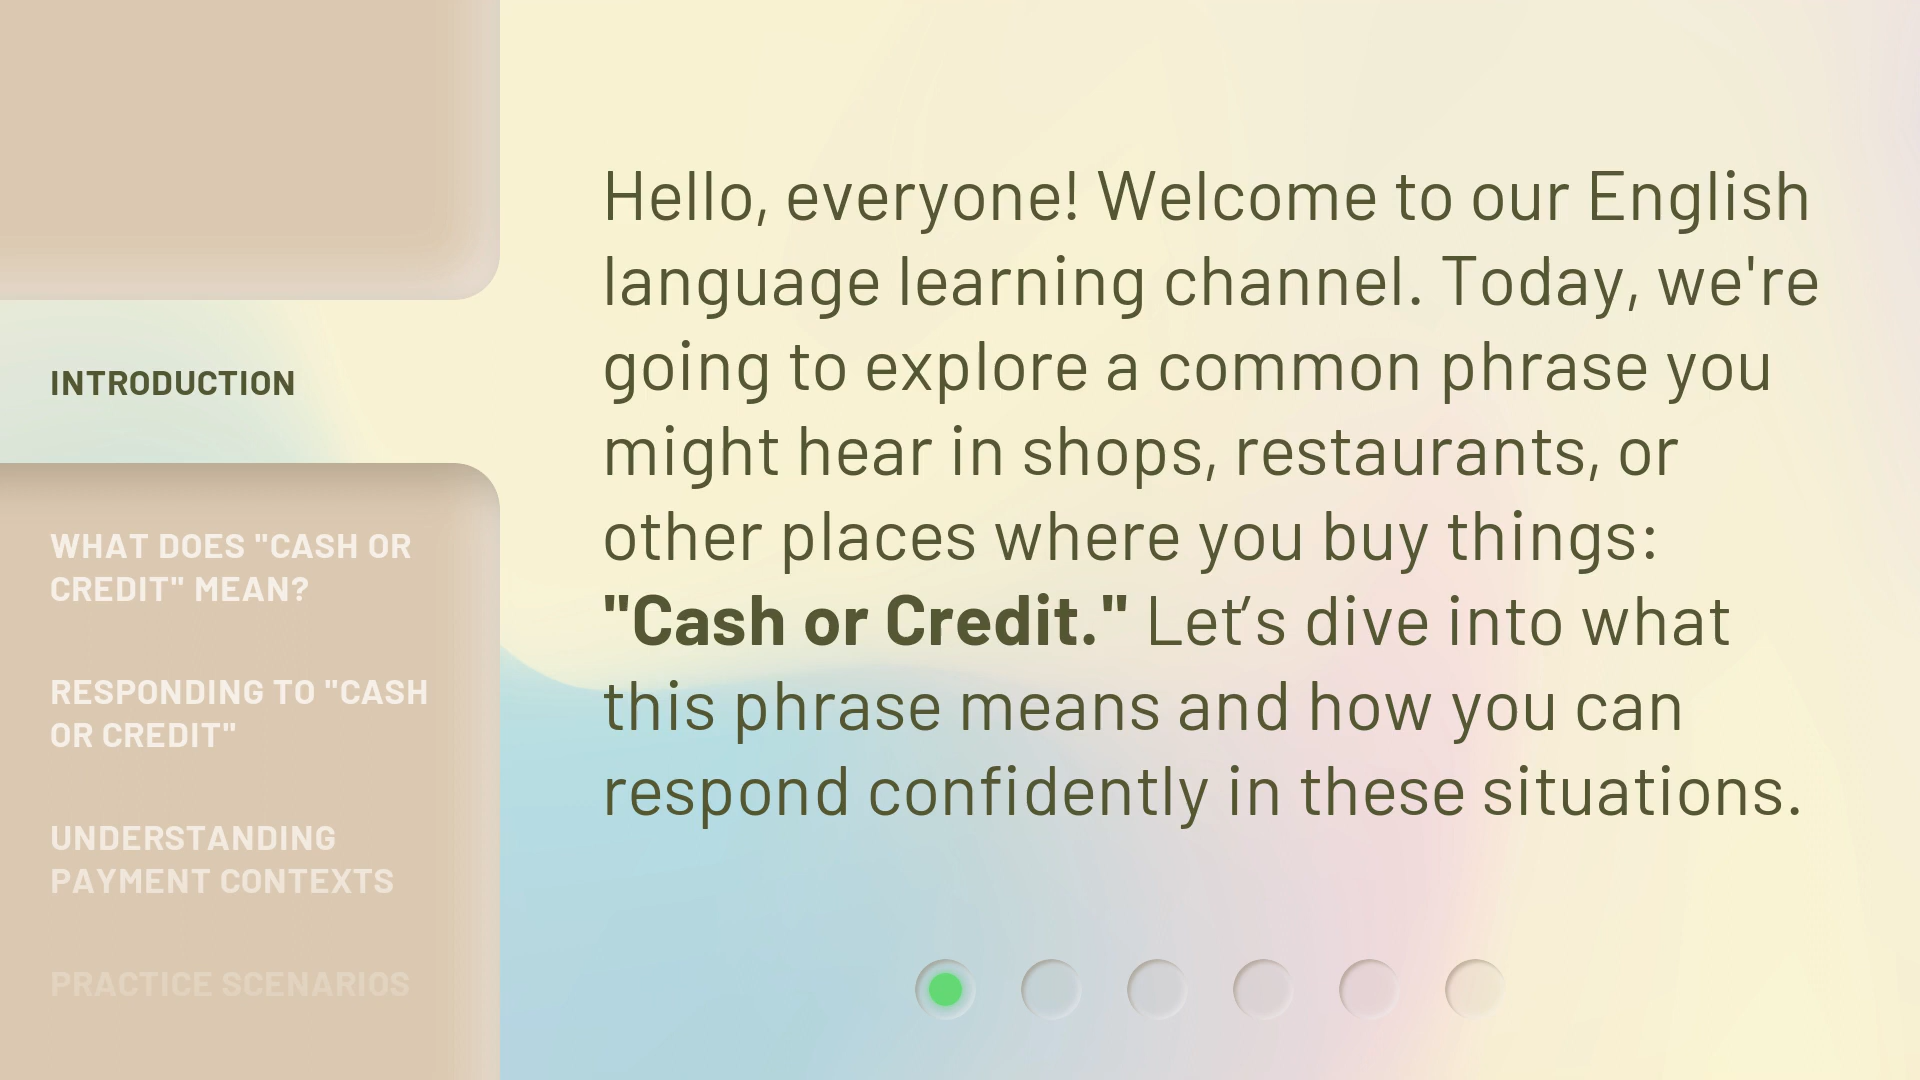 INTRODUCTION
WHAT DOES "CASH OR
CREDIT" MEAN?
RESPONDING TO "CASH
OR CREDIT"
UNDERSTANDING
PAYMENT CONTEXTS
PRACTICE SCENARIOS
Hello, everyone! Welcome to our English
language learning channel. Today, we're
going to explore a common phrase you
might hear in shops, restaurants, or
other places where you buy things:
"Cash or Credit." Let’s dive into what
this phrase means and how you can
respond confidently in these situations.